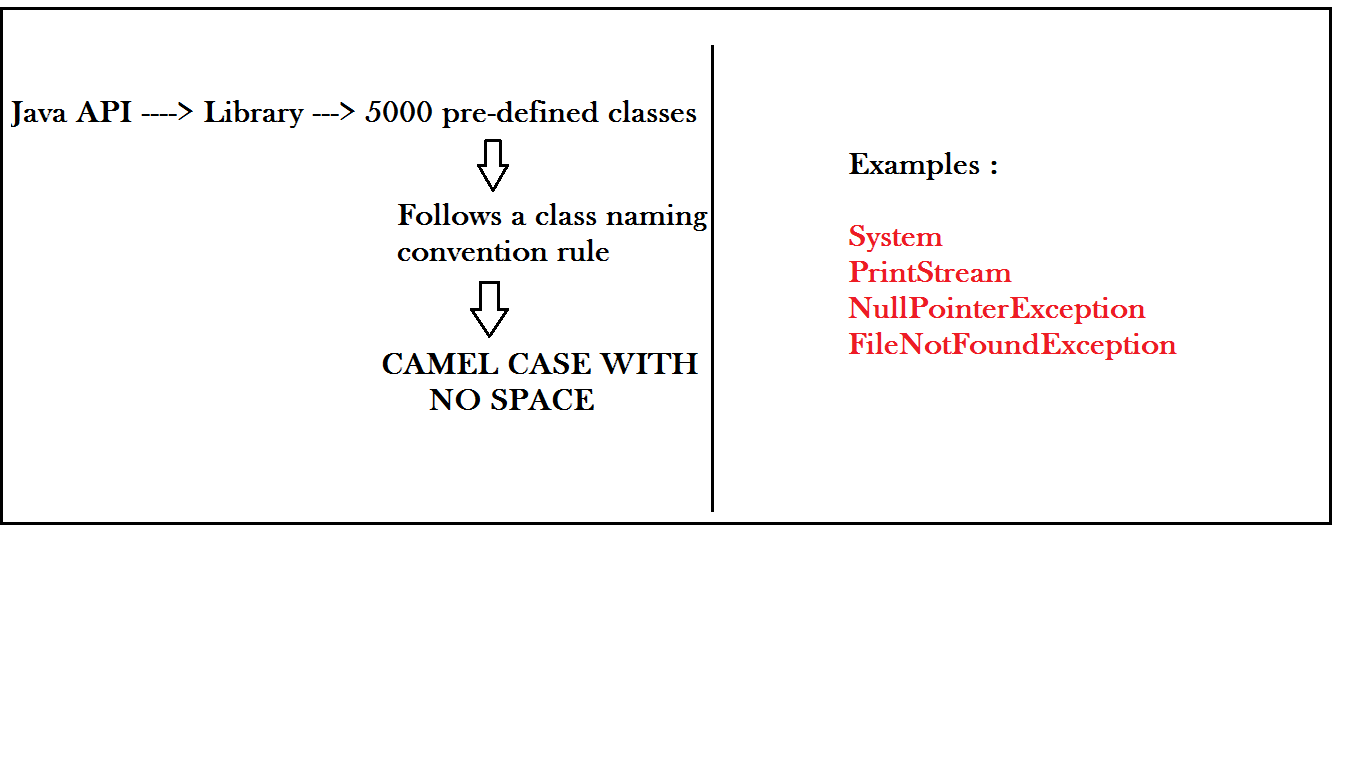 Java API ----> Library ---> 5000 pre-defined classes
Follows a class naming
convention rule
CAMEL CASE WITH
NO SPACE
Examples :
System
PrintStream
NullPointerException
FileNotFoundException